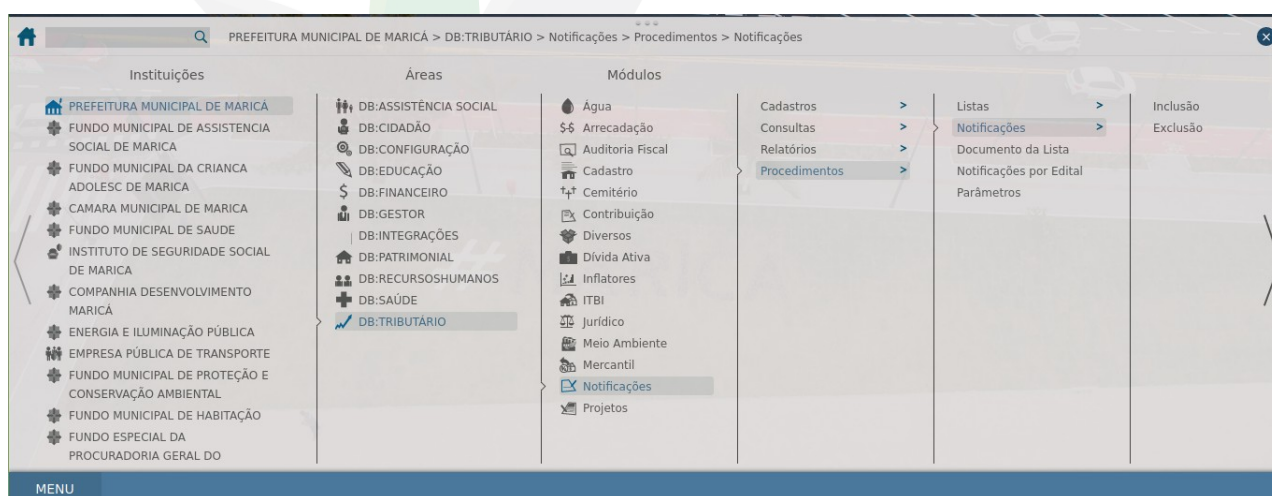 PREFEITURA MUNICIPAL DE MARICÁ > DB:TRIBUTÁRIO > Notificações > Procedimentos > Notificações
Instituições
PREFEITURA MUNICIPAL DE MARICÁ
FUNDO MUNICIPAL DE ASSISTENCIA
SOCIAL DE MARICA
FUNDO MUNICIPAL DA CRIANCA
ADOLESC DE MARICA
CAMARA MUNICIPAL DE MARICA
FUNDO MUNICIPAL DE SAUDE
INSTITUTO DE SEGURIDADE SOCIAL
DE MARICA
COMPANHIA DESENVOLVIMENTO
MARICÁ
ENERGIA E ILUMINAÇÃO PÚBLICA
EMPRESA PÚBLICA DE TRANSPORTE
FUNDO MUNICIPAL DE PROTEÇÃO E
CONSERVAÇÃO AMBIENTAL
FUNDO MUNICIPAL DE HABITAÇÃO
FUNDO ESPECIAL DA
PROCURADORIA GERAL DO
Áreas
DB:ASSISTÊNCIA SOCIAL
DB:CIDADÃO
DB:CONFIGURAÇÃO
DB:EDUCAÇÃO
DB:FINANCEIRO
DB:GESTOR
DB:INTEGRAÇÕES
DB:PATRIMONIAL
DB:RECURSOSHUMANOS
DB:SAÚDE
DB:TRIBUTÁRIO
Módulos
Água
Arrecadação
Auditoria Fiscal
Cadastro
Cemitério
Contribuição
Diversos
Dívida Ativa
Inflatores
ITBI
Jurídico
Meio Ambiente
Mercantil
Notificações
Projetos
Cadastros >
Consultas >
Relatórios >
Procedimentos >
Listas >
Notificações >
Documento da Lista
Notificações por Edital
Parâmetros
Inclusão
Exclusão
MENU